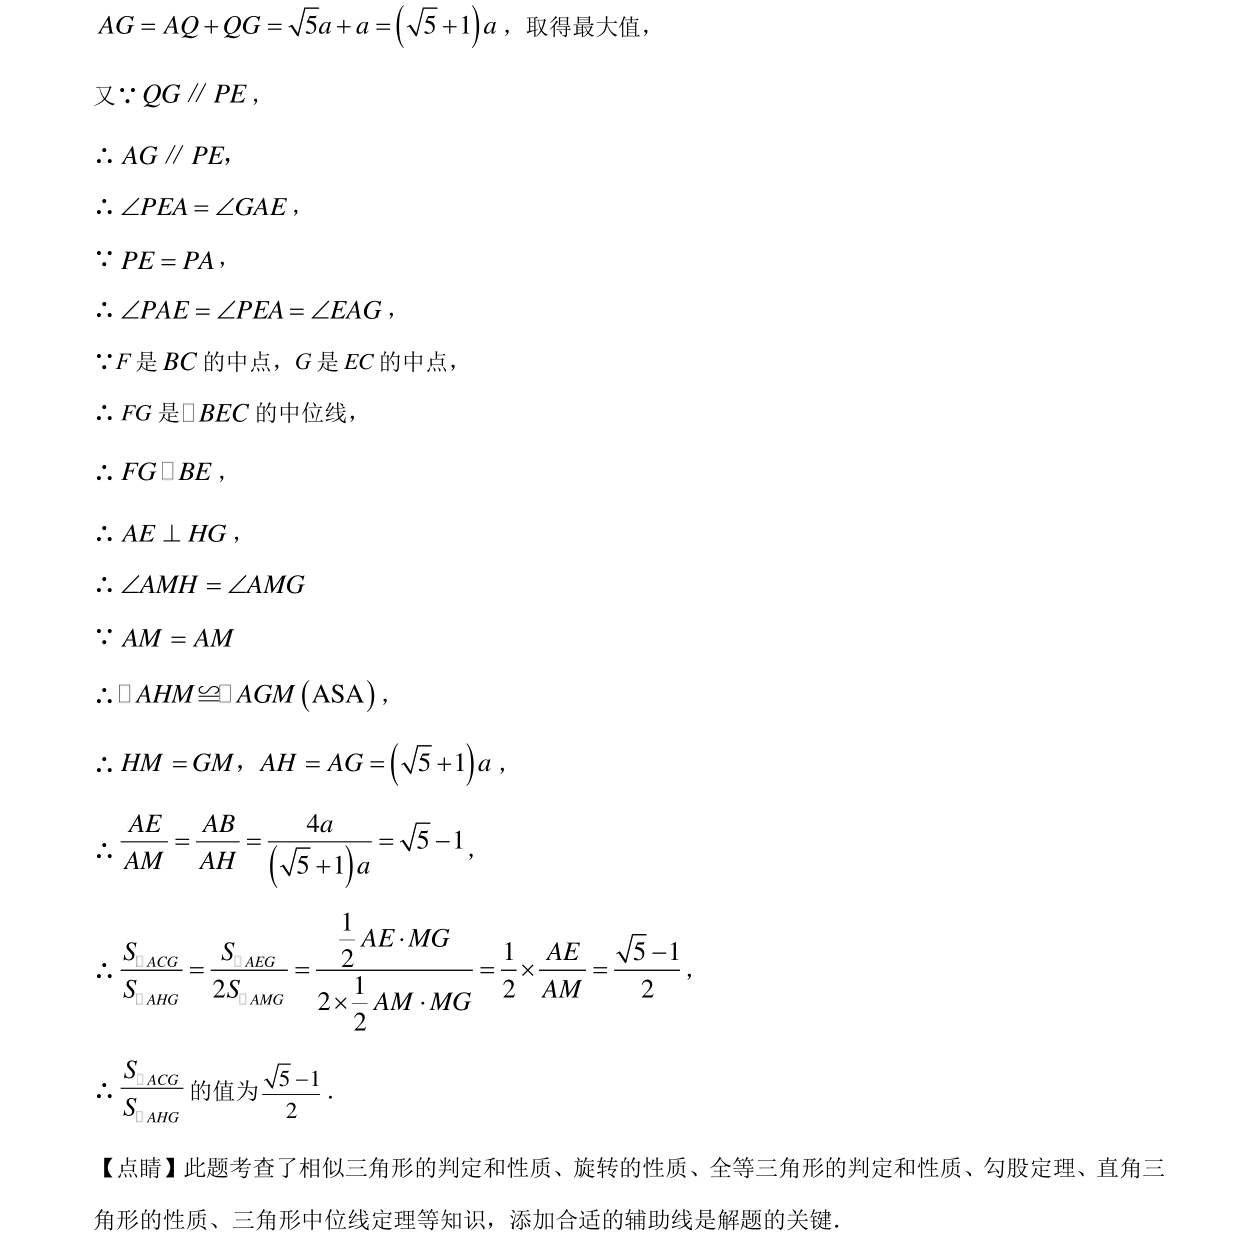 AG = AQ + QG = √5a + a = (√5 + 1)a，取得最大值，
又∵QG∥PE，
∴AG∥PE，
∴∠PEA = ∠GAE，
∵PE = PA，
∴∠PAE = ∠PEA = ∠EAG，
∵F 是 BC 的中点，G 是 EC 的中点，
∴FG 是□BEC 的中位线，
∴FG□BE，
∴AE ⊥ HG，
∴∠AMH = ∠AMG
∵AM = AM
∴□AHM≌□AGM(ASA)，
∴HM = GM，AH = AG = (√5 + 1)a，
∴AE/AM = AB/AH = 4a/((√5 + 1)a) = √5 − 1，
∴S□ACG/S□AHG = S□AEG/2S□AMG = (1/2 AE·MG)/(2×1/2 AM·MG) = 1/2 × AE/AM = (√5 − 1)/2，
∴S□ACG/S□AHG 的值为 (√5 − 1)/2．
【点睛】此题考查了相似三角形的判定和性质、旋转的性质、全等三角形的判定和性质、勾股定理、直角三
角形的性质、三角形中位线定理等知识，添加合适的辅助线是解题的关键．